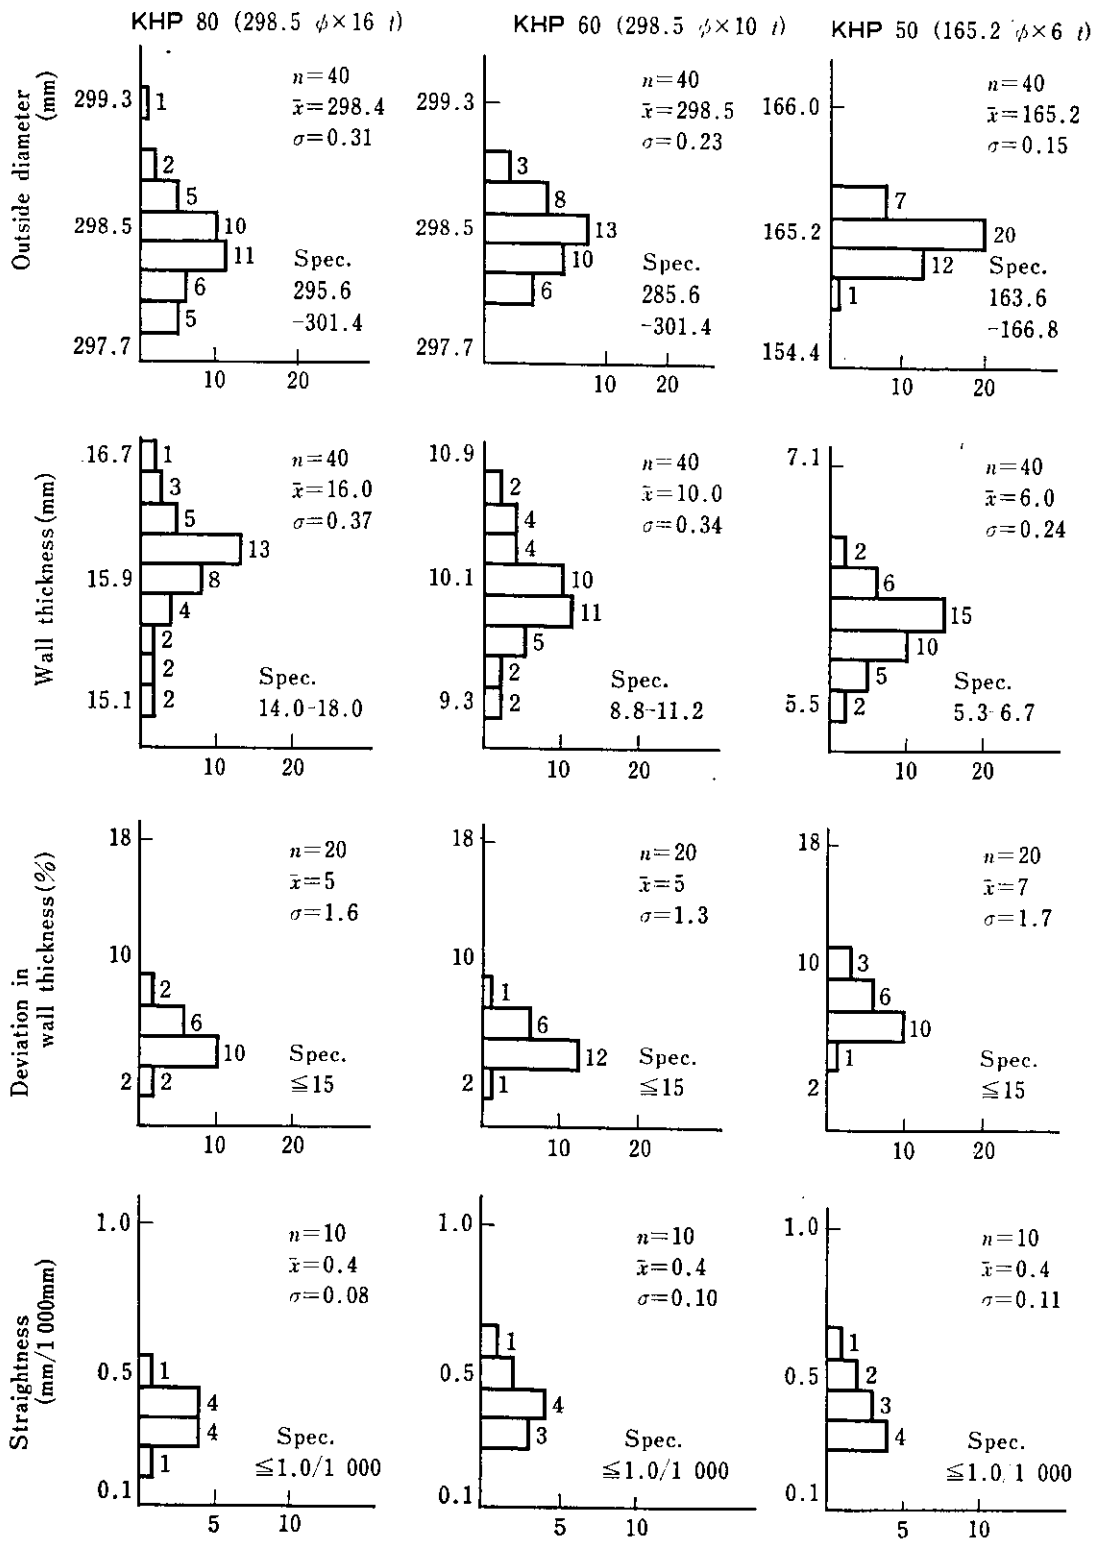 KHP 80 (298.5 φ×16 t)
KHP 60 (298.5 φ×10 t)
KHP 50 (165.2 φ×6 t)
Outside diameter
(mm)
299.3
298.5
297.7
1
2
5
10
11
6
5
n=40
x̄=298.4
σ=0.31
Spec.
295.6
-301.4
10 20
299.3
298.5
297.7
3
8
13
10
6
n=40
x̄=298.5
σ=0.23
Spec.
285.6
-301.4
10 20
166.0
165.2
154.4
7
20
12
1
n=40
x̄=165.2
σ=0.15
Spec.
163.6
-166.8
10 20
Wall thickness (mm)
16.7
15.9
15.1
1
3
5
13
8
4
2
2
2
n=40
x̄=16.0
σ=0.37
Spec.
14.0-18.0
10 20
10.9
10.1
9.3
2
4
4
10
11
5
2
2
n=40
x̄=10.0
σ=0.34
Spec.
8.8-11.2
10 20
7.1
5.5
2
6
15
10
5
2
n=40
x̄=6.0
σ=0.24
Spec.
5.3-6.7
10 20
Deviation in
wall thickness (%)
18
10
2
2
6
10
2
n=20
x̄=5
σ=1.6
Spec.
≦15
10 20
18
10
2
1
6
12
1
n=20
x̄=5
σ=1.3
Spec.
≦15
10 20
18
10
2
3
6
10
1
n=20
x̄=7
σ=1.7
Spec.
≦15
10 20
Straightness
(mm/1 000mm)
1.0
0.5
0.1
1
4
4
1
n=10
x̄=0.4
σ=0.08
Spec.
≦1.0/1 000
5 10
1.0
0.5
0.1
1
4
3
n=10
x̄=0.4
σ=0.10
Spec.
≦1.0/1 000
5 10
1.0
0.5
0.1
1
2
3
4
n=10
x̄=0.4
σ=0.11
Spec.
≦1.0/1 000
5 10